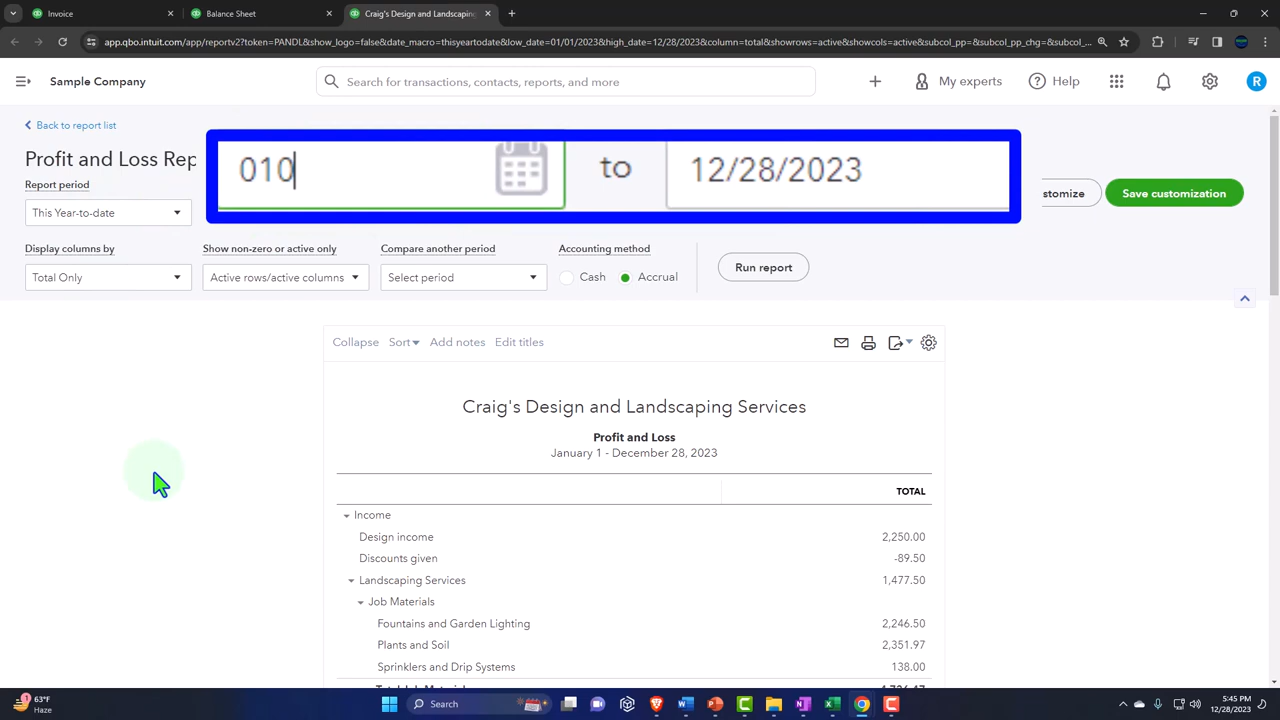 Invoice
Balance Sheet
Craig's Design and Landscaping
app.qbo.intuit.com/app/reportv2?token=PANDL&show_logo=false&date_macro=thisyeartodate&low_date=01/01/2023&high_date=12/28/2023&column=total&showrows=active&showcols=active&subcol_pp=&subcol_pp_chg=&subcol_pc...
Sample Company
Search for transactions, contacts, reports, and more
My experts
Help
R
Back to report list
Profit and Loss Rep
010
to
12/28/2023
Report period
This Year-to-date
stomize
Save customization
Display columns by
Show non-zero or active only
Compare another period
Accounting method
Total Only
Active rows/active columns
Select period
Cash
Accrual
Run report
Collapse
Sort
Add notes
Edit titles
Craig's Design and Landscaping Services
Profit and Loss
January 1 - December 28, 2023
TOTAL
Income
Design income 2,250.00
Discounts given -89.50
Landscaping Services 1,477.50
Job Materials
Fountains and Garden Lighting 2,246.50
Plants and Soil 2,351.97
Sprinklers and Drip Systems 138.00
1
63°F
Haze
Search
5:45 PM
12/28/2023